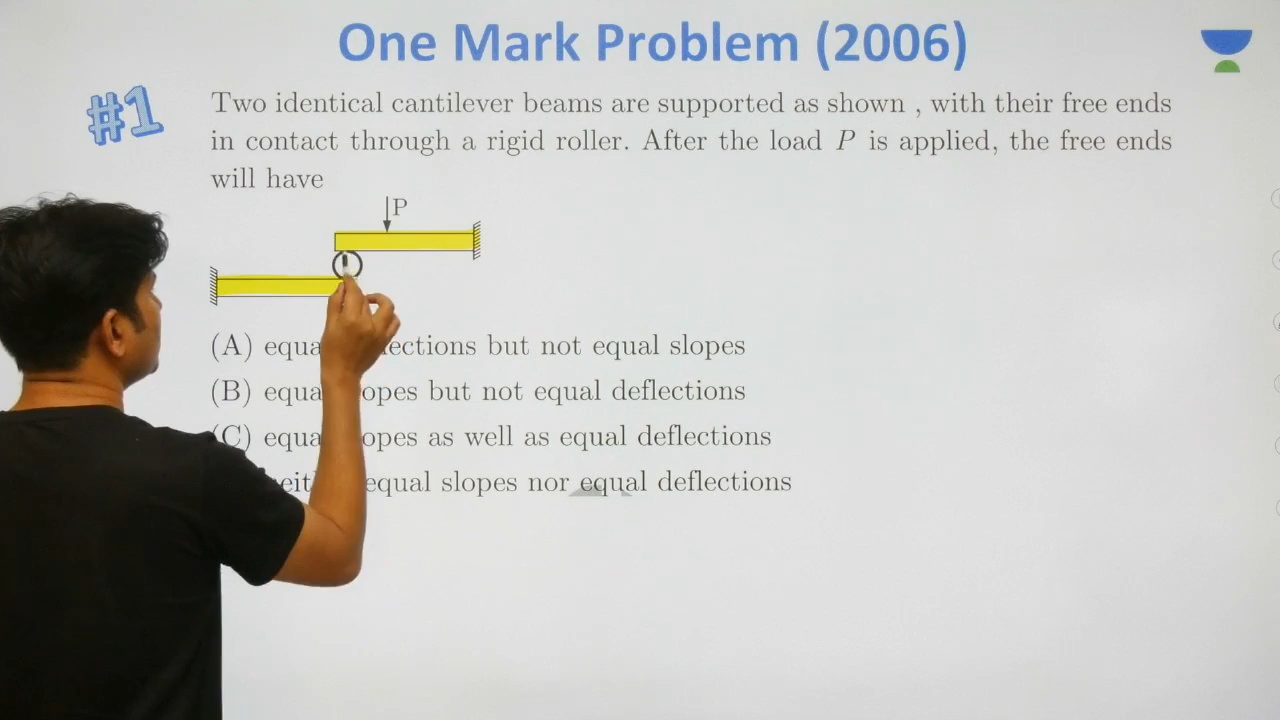 One Mark Problem (2006)
#1
Two identical cantilever beams are supported as shown , with their free ends
in contact through a rigid roller. After the load P is applied, the free ends
will have
P
(A) equa ections but not equal slopes
(B) equa opes but not equal deflections
(C) equa opes as well as equal deflections
eit equal slopes nor equal deflections